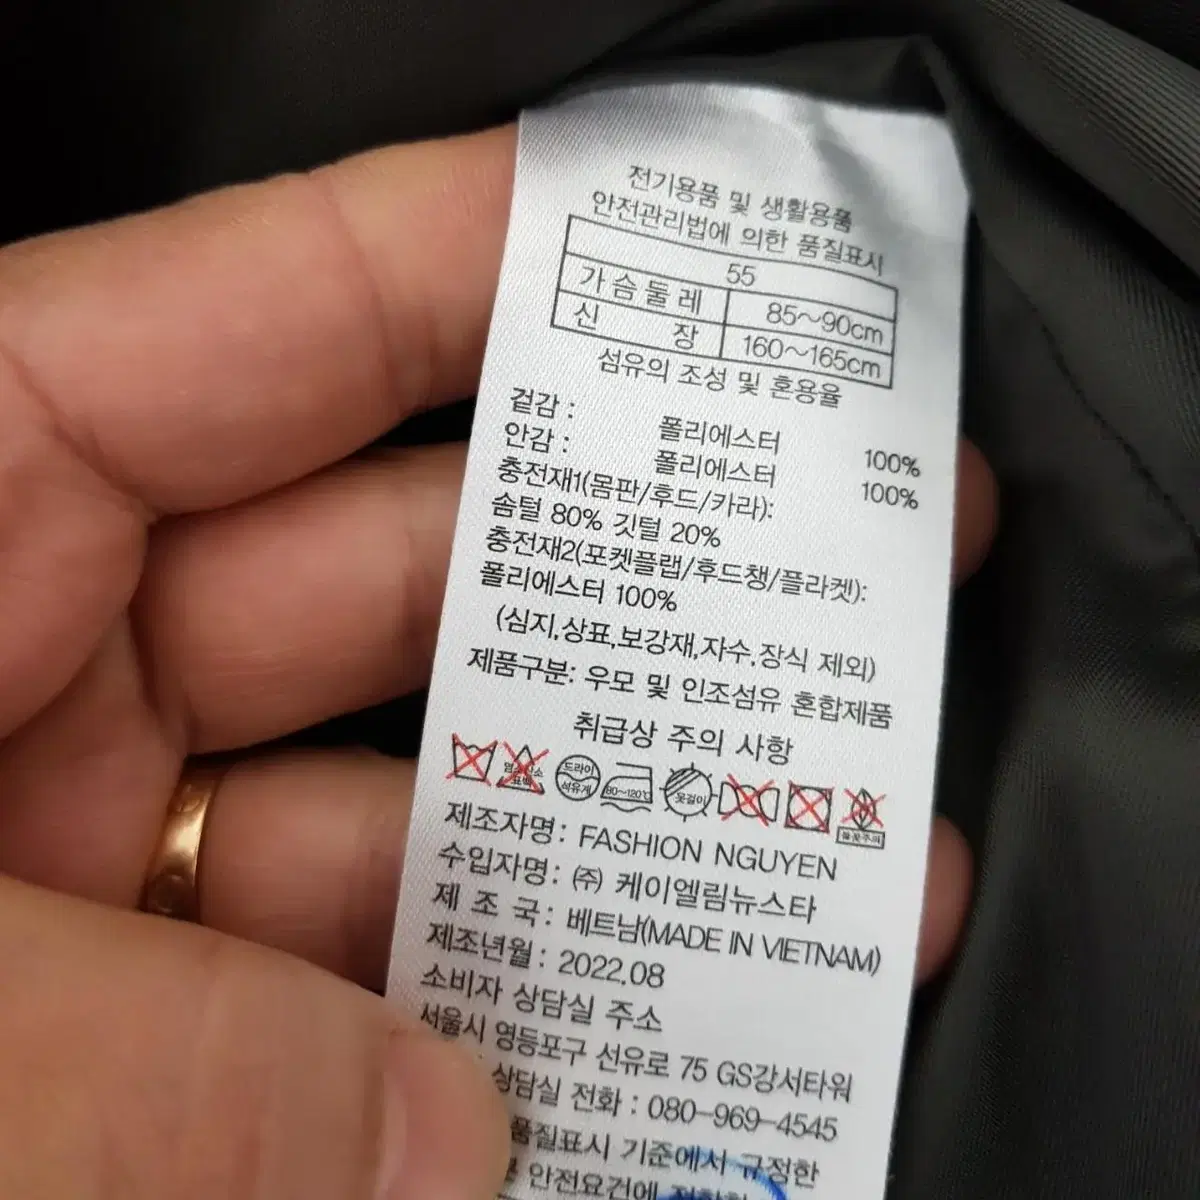 전기용품 및 생활용품
안전관리법에 의한 품질표시
55
가슴둘레 85~90cm
신 장 160~165cm
섬유의 조성 및 혼용율
겉감 : 폴리에스터 100%
안감 : 폴리에스터 100%
충전재1(몸판/후드/카라):
솜털 80% 깃털 20%
충전재2(포켓플랩/후드챙/플라켓):
폴리에스터 100%
(심지,상표,보강재,자수,장식 제외)
제품구분: 우모 및 인조섬유 혼합제품
취급상 주의 사항
드라이 석유계 80~120℃ 옷걸이
제조자명: FASHION NGUYEN
수입자명: ㈜ 케이엘림뉴스타
제 조 국: 베트남(MADE IN VIETNAM)
제조년월: 2022.08
소비자 상담실 주소
서울시 영등포구 선유로 75 GS강서타워
상담실 전화 : 080-969-4545
품질표시 기준에서 규정한
안전요건에